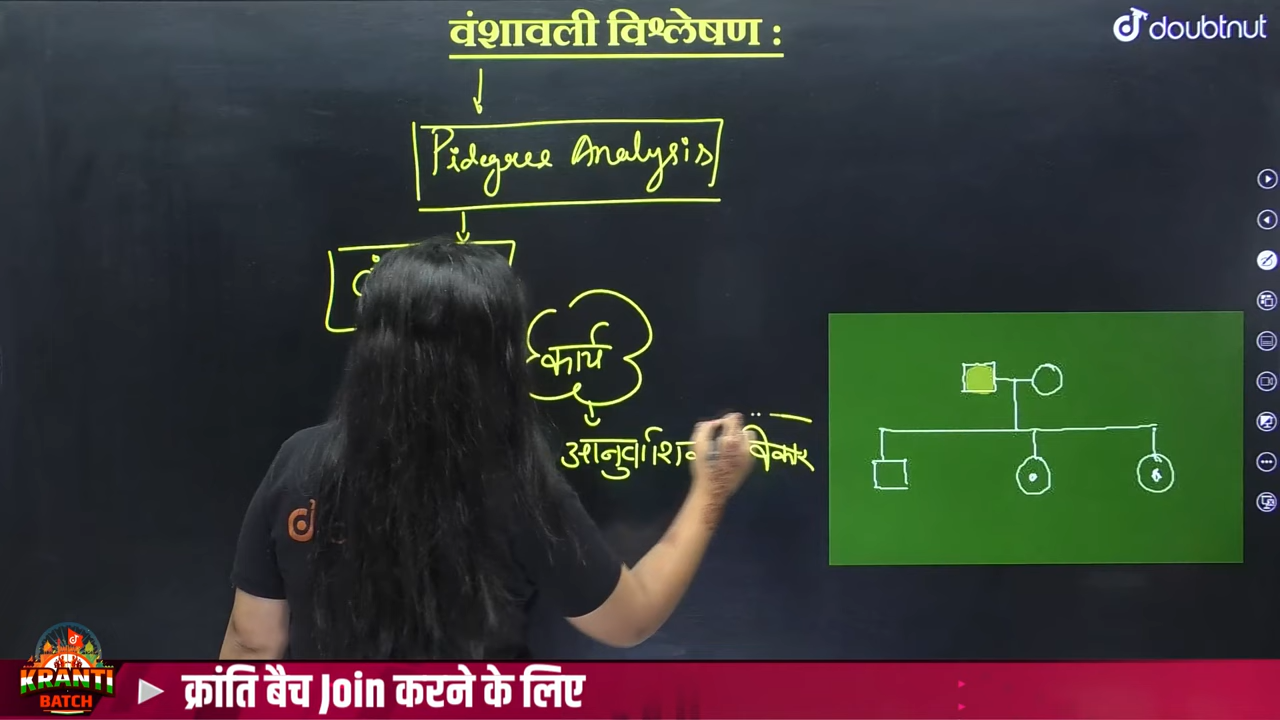 वंशावली विश्लेषण :
doubtnut
Pidegree Analysis
कार्य
विकार
KRANTI
BATCH
क्रांति बैच Join करने के लिए